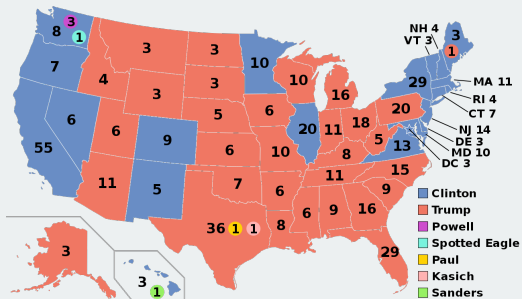 NH 4
VT 3
3
8 1
3
1
7
4
3
3
10
3
3
10
16
29
MA 11
RI 4
CT 7
NJ 14
DE 3
MD 10
DC 3
55
6
6
9
5
6
6
10
20
11
18
20
5
13
8
11
5
7
6
11
15
9
36 1 1
8
6
9
16
29
3
3
1
Clinton
Trump
Powell
Spotted Eagle
Paul
Kasich
Sanders